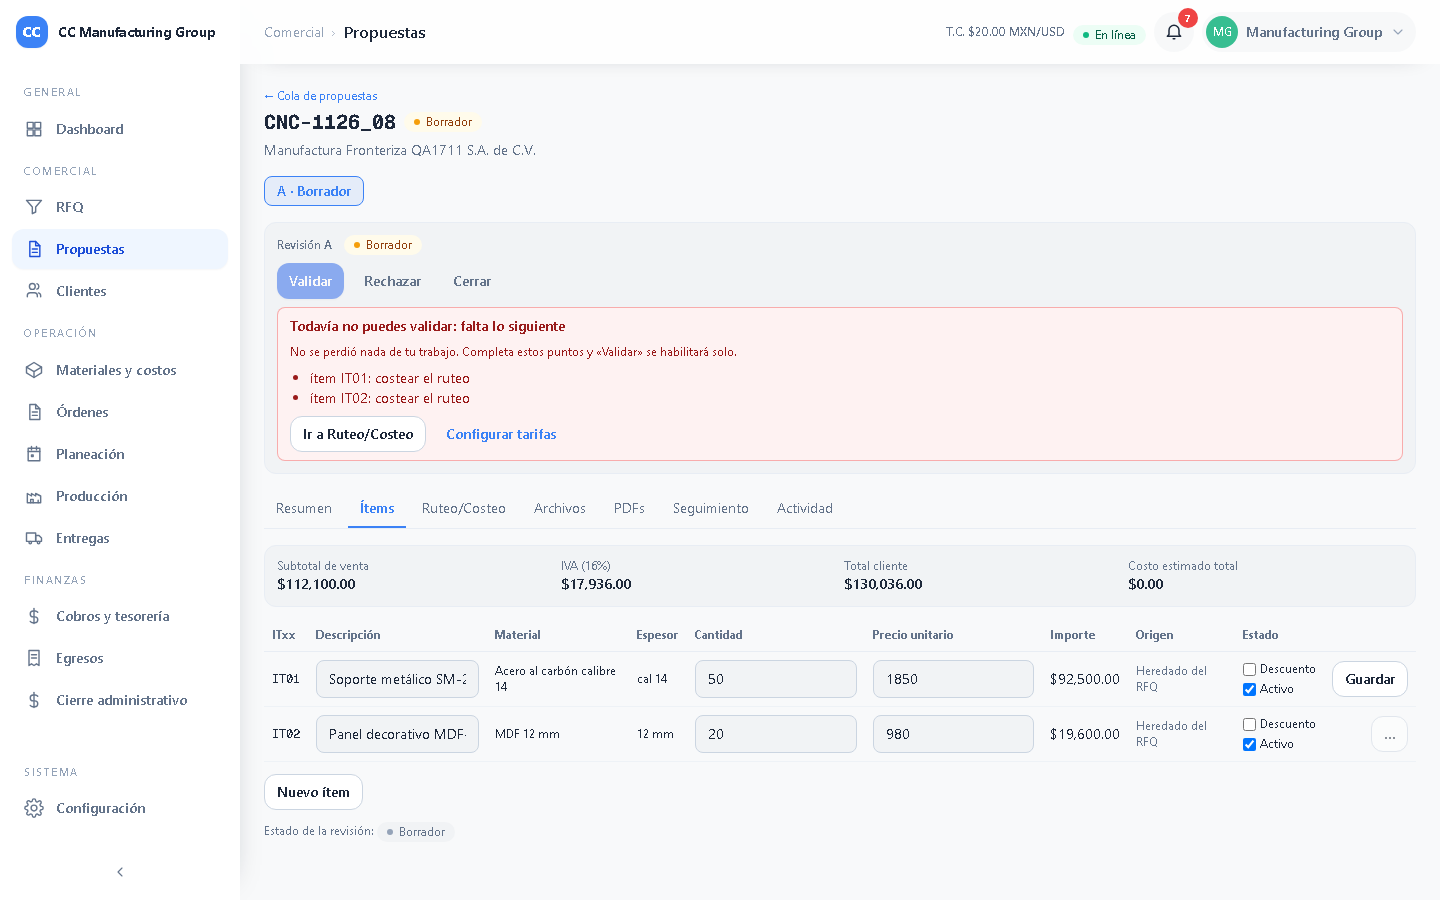 CC CC Manufacturing Group
Comercial › Propuestas
T.C. $20.00 MXN/USD
En línea
7
MG Manufacturing Group
GENERAL
Dashboard
COMERCIAL
RFQ
Propuestas
Clientes
OPERACIÓN
Materiales y costos
Órdenes
Planeación
Producción
Entregas
FINANZAS
Cobros y tesorería
Egresos
Cierre administrativo
SISTEMA
Configuración
← Cola de propuestas
CNC-1126_08 Borrador
Manufactura Fronteriza QA1711 S.A. de C.V.
A · Borrador
Revisión A Borrador
Validar Rechazar Cerrar
Todavía no puedes validar: falta lo siguiente
No se perdió nada de tu trabajo. Completa estos puntos y «Validar» se habilitará solo.
• ítem IT01: costear el ruteo
• ítem IT02: costear el ruteo
Ir a Ruteo/Costeo Configurar tarifas
Resumen Ítems Ruteo/Costeo Archivos PDFs Seguimiento Actividad
Subtotal de venta IVA (16%) Total cliente Costo estimado total
$112,100.00 $17,936.00 $130,036.00 $0.00
ITxx Descripción Material Espesor Cantidad Precio unitario Importe Origen Estado
IT01 Soporte metálico SM-2 Acero al carbón calibre 14 cal 14 50 1850 $92,500.00 Heredado del RFQ Descuento Activo Guardar
IT02 Panel decorativo MDF- MDF 12 mm 12 mm 20 980 $19,600.00 Heredado del RFQ Descuento Activo ...
Nuevo ítem
Estado de la revisión: Borrador